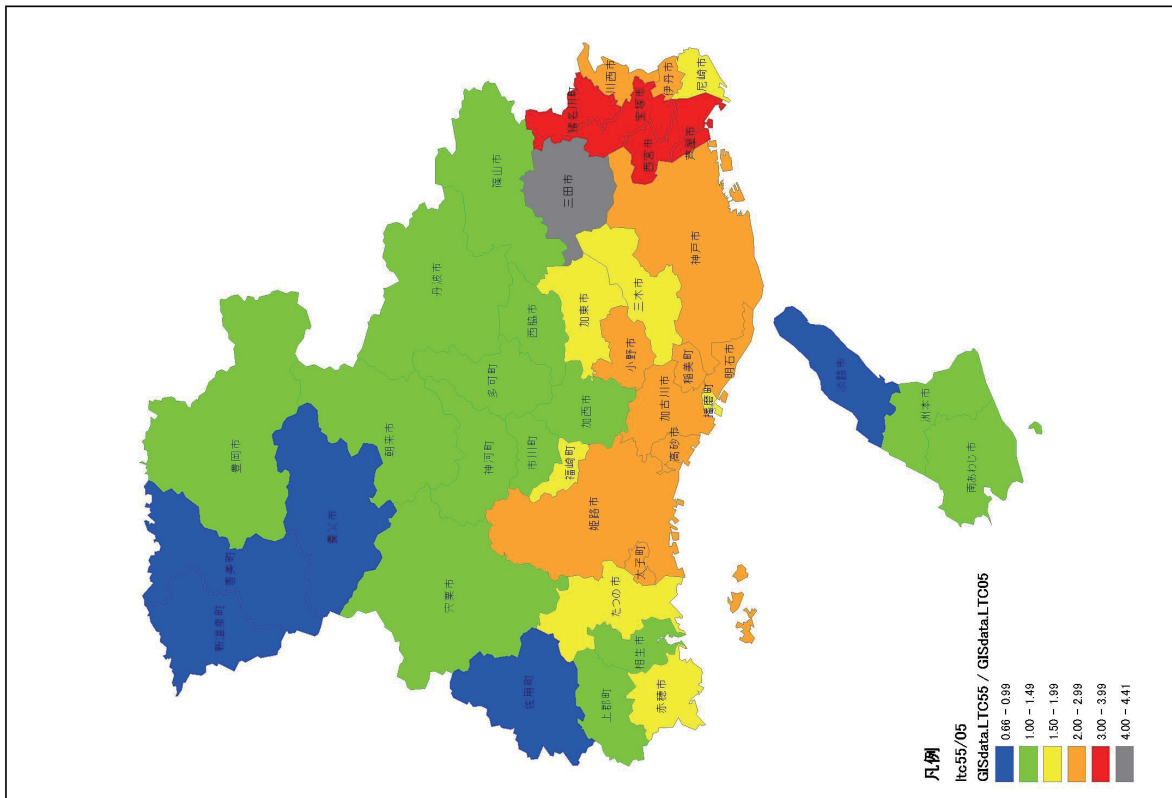 豊岡市
香美町
新温泉町
養父市
朝来市
丹波市
篠山市
宍粟市
神河町
多可町
西脇市
市川町
加西市
福崎町
加東市
三田市
猪名川町
川西市
宝塚市
伊丹市
尼崎市
西宮市
芦屋市
神戸市
三木市
小野市
加古川市
稲美町
明石市
播磨町
高砂市
姫路市
太子町
たつの市
佐用町
上郡町
相生市
赤穂市
淡路市
洲本市
南あわじ市
凡例
ltc55/05
GISdata.LTC55 / GISdata.LTC05
0.66 - 0.99
1.00 - 1.49
1.50 - 1.99
2.00 - 2.99
3.00 - 3.99
4.00 - 4.41